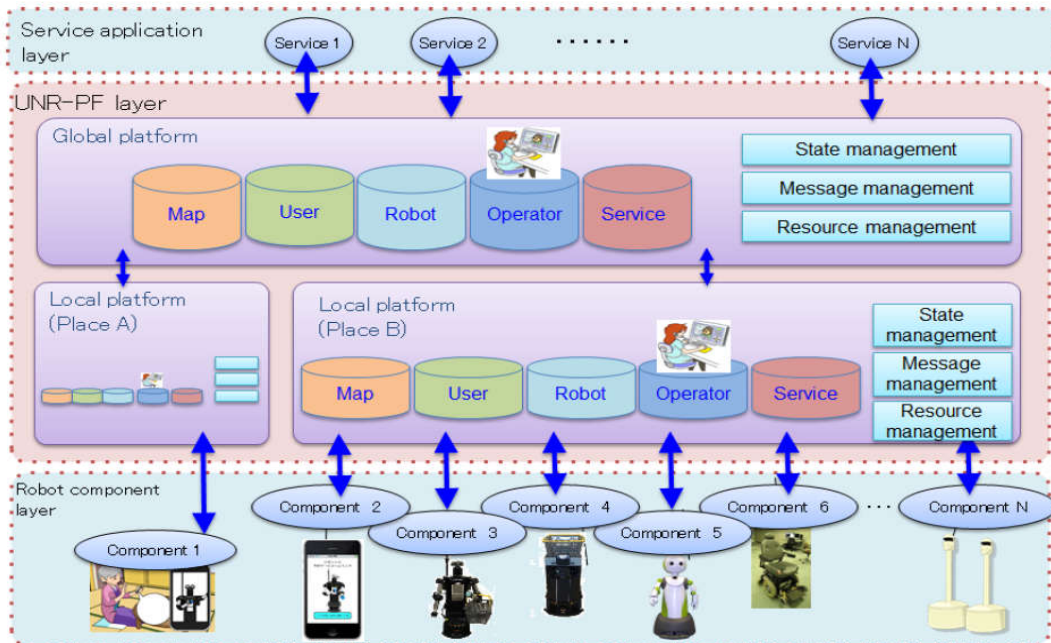 Service application
layer
Service 1
Service 2
······
Service N
UNR-PF layer
Global platform
Map
User
Robot
Operator
Service
State management
Message management
Resource management
Local platform
(Place A)
Local platform
(Place B)
Map
User
Robot
Operator
Service
State
management
Message
management
Resource
management
Robot component
layer
Component 1
Component 2
Component 3
Component 4
Component 5
Component 6
···
Component N